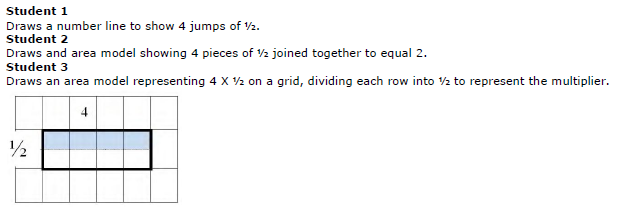 Student 1
Draws a number line to show 4 jumps of ½.
Student 2
Draws and area model showing 4 pieces of ½ joined together to equal 2.
Student 3
Draws an area model representing 4 X ½ on a grid, dividing each row into ½ to represent the multiplier.
4
½